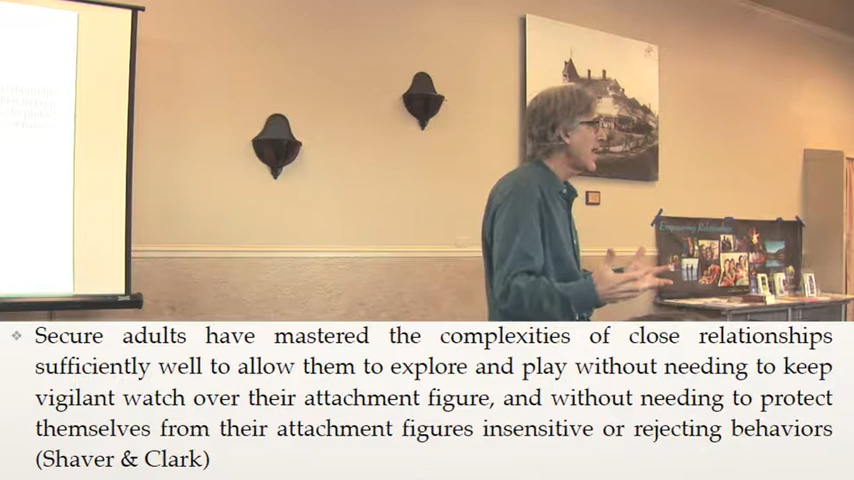 Empowering Relationships
❖ Secure adults have mastered the complexities of close relationships
sufficiently well to allow them to explore and play without needing to keep
vigilant watch over their attachment figure, and without needing to protect
themselves from their attachment figures insensitive or rejecting behaviors
(Shaver & Clark)